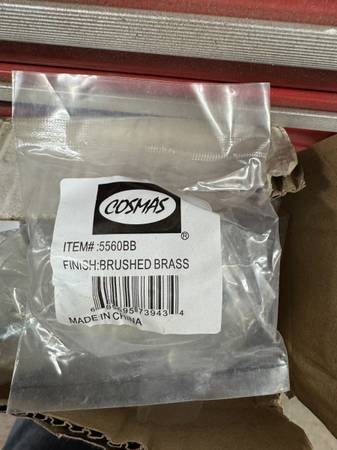 COSMAS
®
ITEM# :5560BB
FINISH:BRUSHED BRASS
MADE IN CHINA